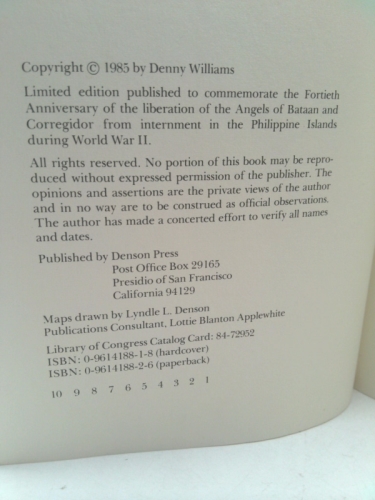 Copyright © 1985 by Denny Williams
Limited edition published to commemorate the Fortieth
Anniversary of the liberation of the Angels of Bataan and
Corregidor from internment in the Philippine Islands
during World War II.
All rights reserved. No portion of this book may be repro-
duced without expressed permission of the publisher. The
opinions and assertions are the private views of the author
and in no way are to be construed as official observations.
The author has made a concerted effort to verify all names
and dates.
Published by Denson Press
Post Office Box 29165
Presidio of San Francisco
California 94129
Maps drawn by Lyndle L. Denson
Publications Consultant, Lottie Blanton Applewhite
Library of Congress Catalog Card: 84-72952
ISBN: 0-9614188-1-8 (hardcover)
ISBN: 0-9614188-2-6 (paperback)
10 9 8 7 6 5 4 3 2 1